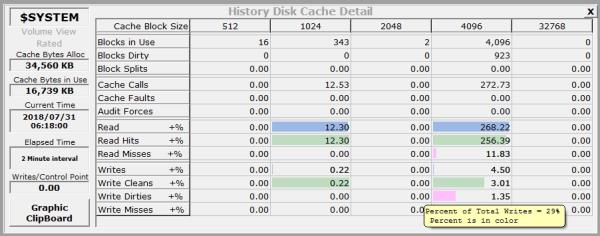 History Disk Cache Detail X
$SYSTEM
Volume View
Rated
Cache Bytes Alloc
34,560 KB
Cache Bytes in Use
16,739 KB
Current Time
2018/07/31
06:18:00
Elapsed Time
2 Minute interval
Writes/Control Point
0.00
Graphic
ClipBoard
Cache Block Size 512 1024 2048 4096 32768
Blocks in Use 16 343 2 4,096 0
Blocks Dirty 0 0 0 923 0
Block Splits 0.00 0.00 0.00 0.00 0.00
Cache Calls 0.00 12.53 0.00 272.73 0.00
Cache Faults 0.00 0.00 0.00 0.00 0.00
Audit Forces 0.00 0.00 0.00 0.00 0.00
Read +% 0.00 12.30 0.00 268.22 0.00
Read Hits +% 0.00 12.30 0.00 256.39 0.00
Read Misses +% 0.00 0.00 0.00 11.83 0.00
Writes +% 0.00 0.22 0.00 4.50 0.00
Write Cleans +% 0.00 0.22 0.00 3.01 0.00
Write Dirties +% 0.00 0.00 0.00 1.35 0.00
Write Misses +% 0.00 0.00 0.00 0.00
Percent of Total Writes = 29%
Percent is in color